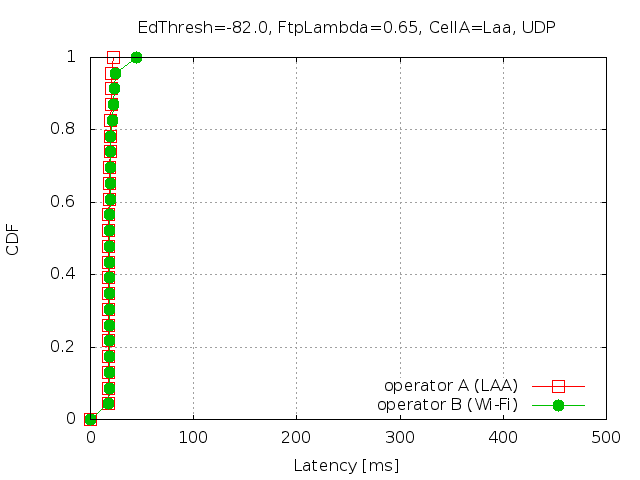 EdThresh=-82.0, FtpLambda=0.65, CellA=Laa, UDP
1
0.8
0.6
0.4
0.2
0
CDF
operator A (LAA)
operator B (Wi-Fi)
0 100 200 300 400 500
Latency [ms]